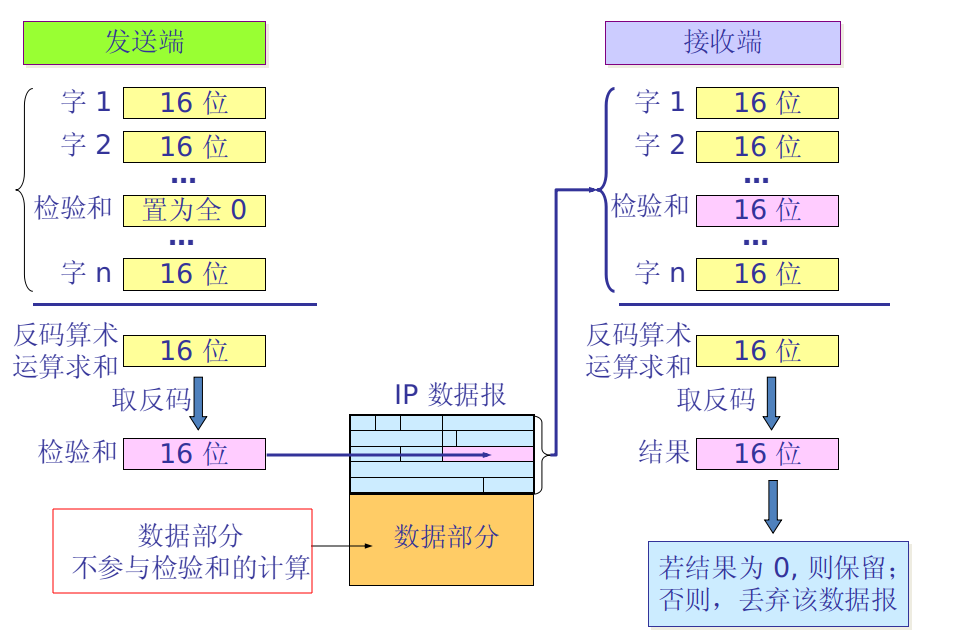 发送端
字 1 16 位
字 2 16 位
...
检验和 置为全 0
...
字 n 16 位
反码算术
运算求和 16 位
取反码
检验和 16 位
数据部分
不参与检验和的计算
IP 数据报
数据部分
接收端
字 1 16 位
字 2 16 位
...
检验和 16 位
...
字 n 16 位
反码算术
运算求和 16 位
取反码
结果 16 位
若结果为 0, 则保留;
否则，丢弃该数据报